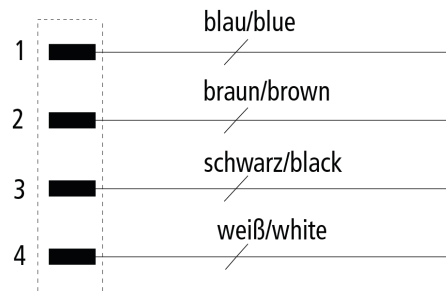 blau/blue
1
braun/brown
2
schwarz/black
3
weiß/white
4